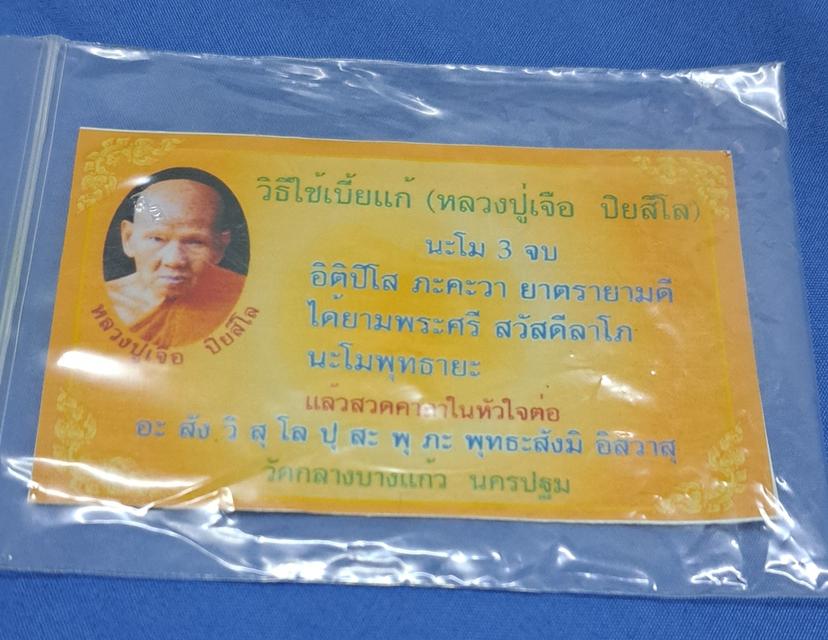 วิธีใช้เบี้ยแก้ (หลวงปู่เจือ ปิยสีโล)
นะโม 3 จบ
อิติปิโส ภะคะวา ยาตรายามดี
ได้ยามพระศรี สวัสดีลาโภ
นะโมพุทธายะ
หลวงปู่เจือ ปิยสีโล
แล้วสวดคาถาในหัวใจต่อ
อะ สัง วิ สุ โล ปุ สะ พุ ภะ พุทธะสังมิ อิสวาสุ
วัดกลางบางแก้ว นครปฐม